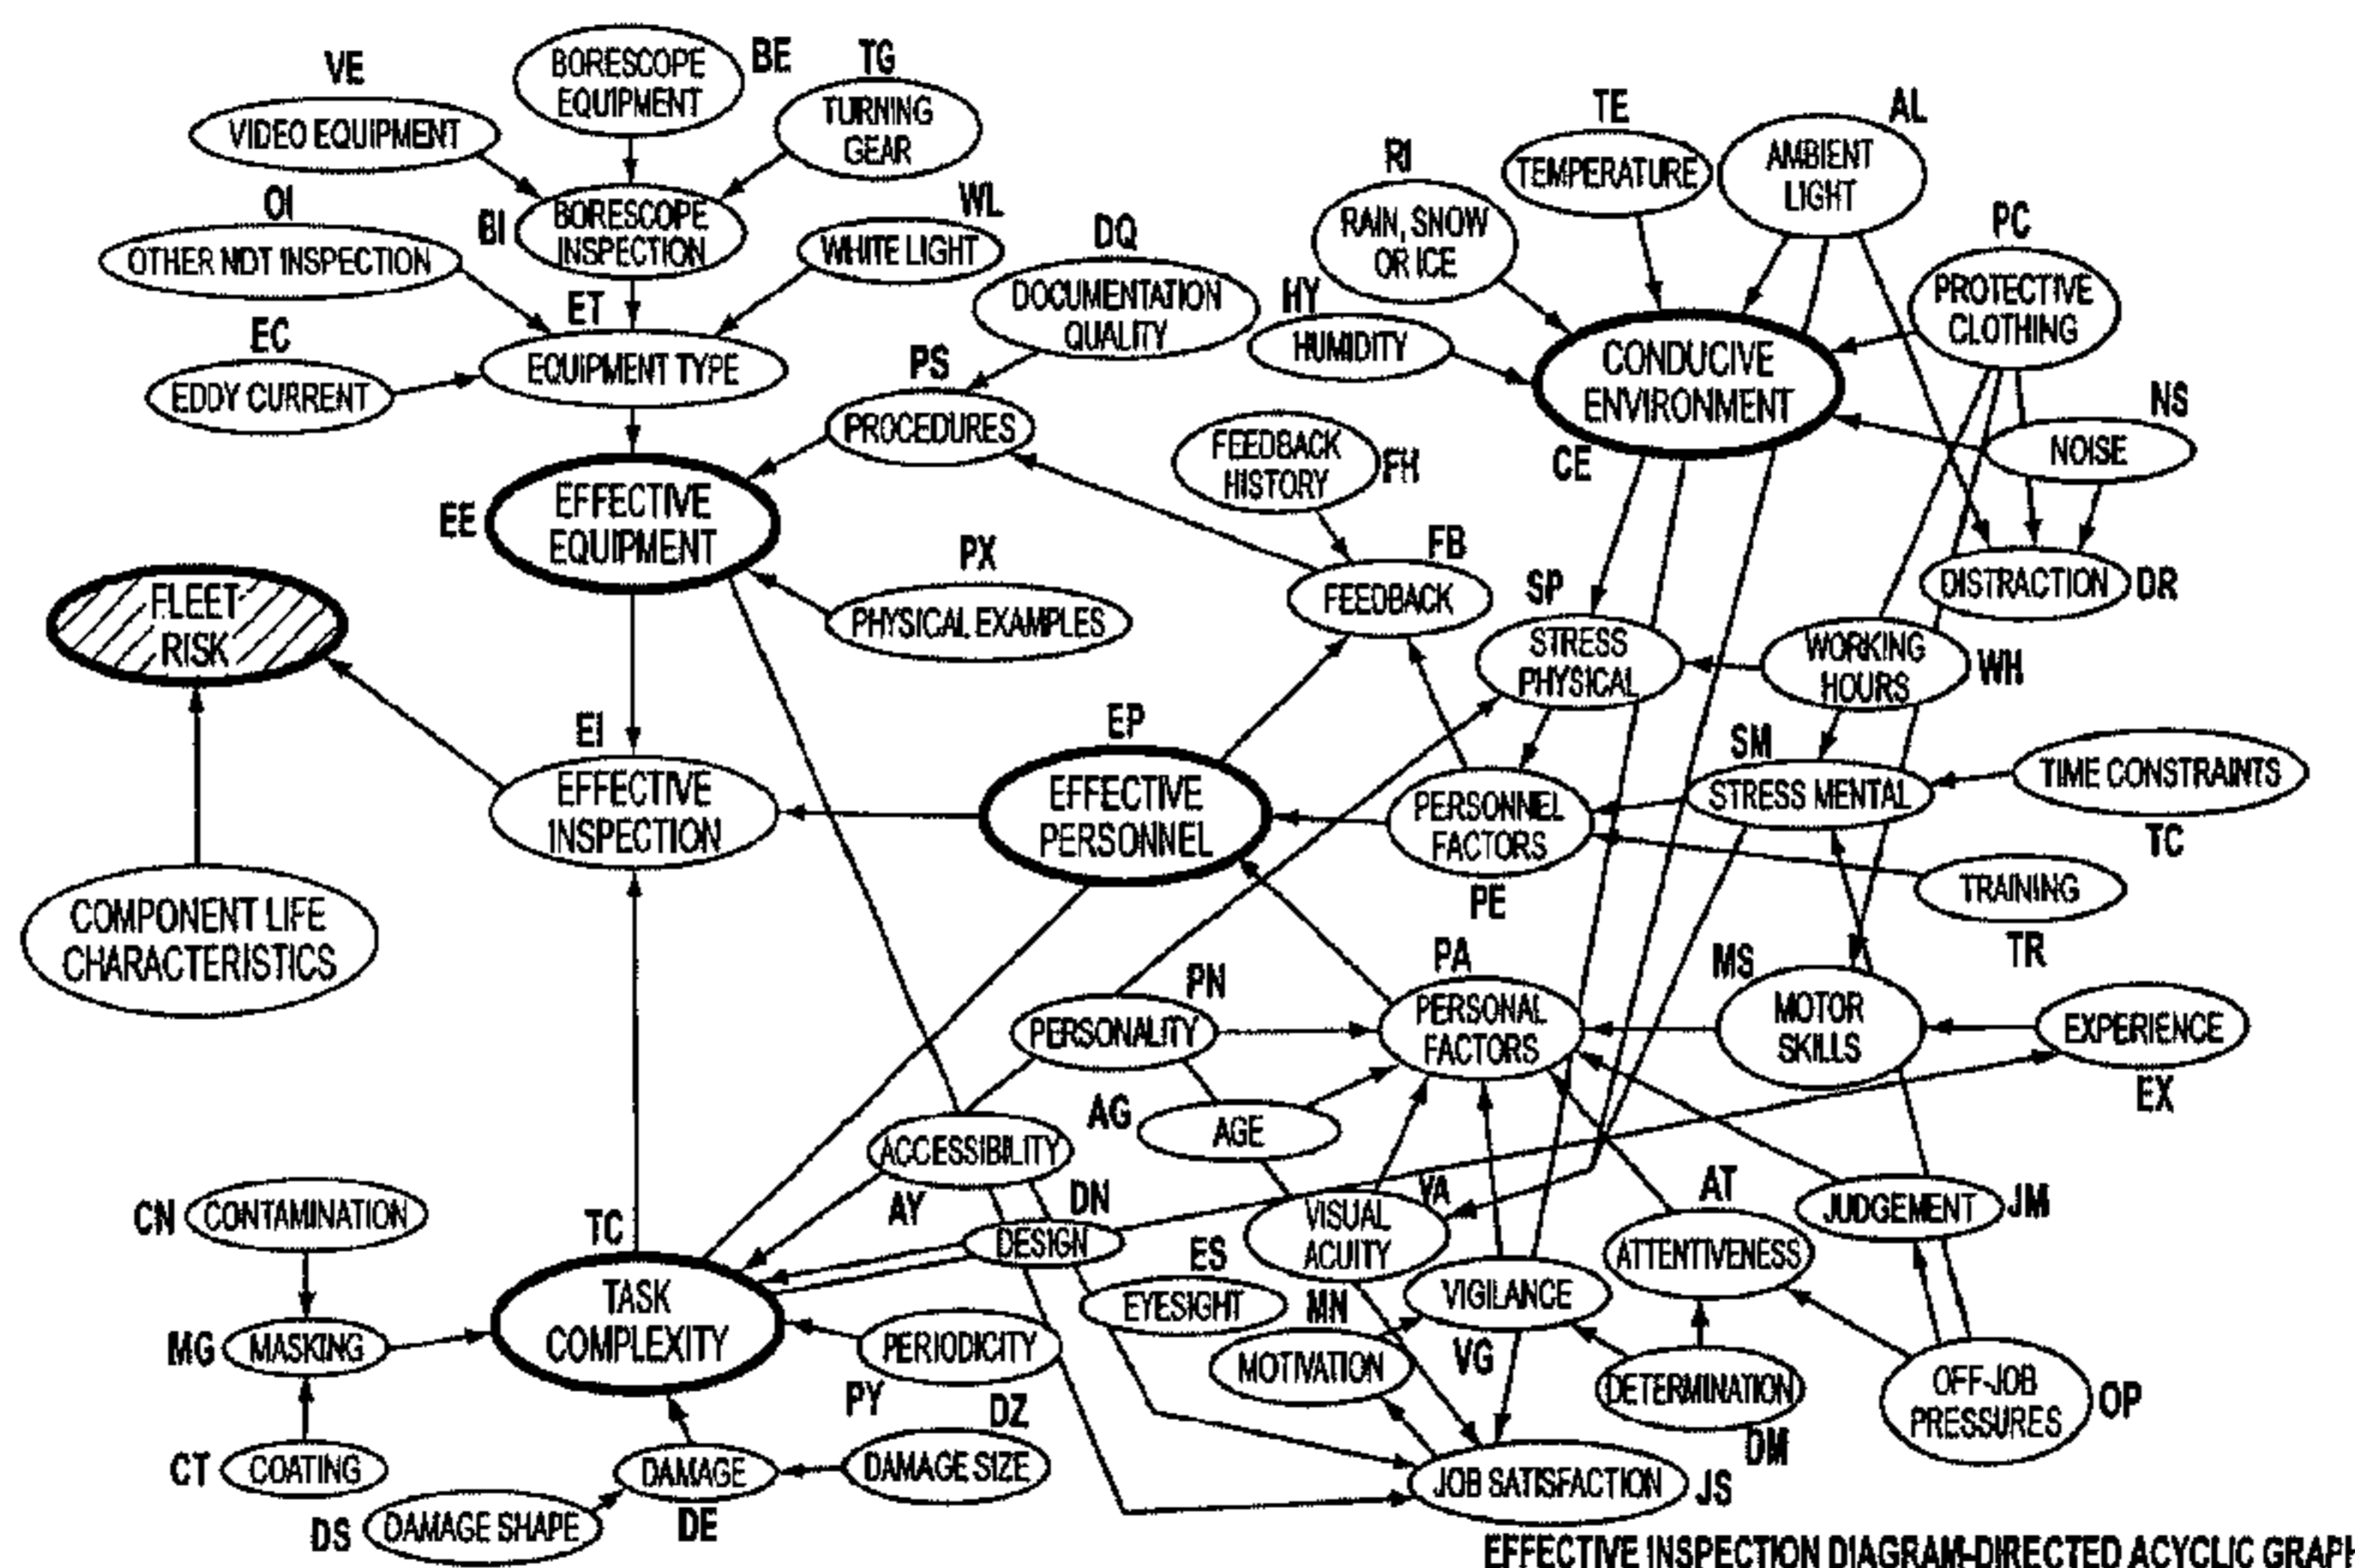 VE
VIDEO EQUIPMENT
BORESCOPE
EQUIPMENT
BE
TG
TURNING
GEAR
OI
OTHER NDT INSPECTION
BI
BORESCOPE
INSPECTION
WL
WHITE LIGHT
EC
EDDY CURRENT
ET
EQUIPMENT TYPE
DQ
DOCUMENTATION
QUALITY
PS
PROCEDURES
EE
EFFECTIVE
EQUIPMENT
PX
PHYSICAL EXAMPLES
FLEET
RISK
COMPONENT LIFE
CHARACTERISTICS
EI
EFFECTIVE
INSPECTION
RI
RAIN, SNOW
OR ICE
TE
TEMPERATURE
AL
AMBIENT
LIGHT
HY
HUMIDITY
PC
PROTECTIVE
CLOTHING
CONDUCIVE
ENVIRONMENT
CE
NS
NOISE
FEEDBACK
HISTORY
FH
FB
FEEDBACK
DISTRACTION
DR
SP
STRESS
PHYSICAL
WORKING
HOURS
WH
EP
EFFECTIVE
PERSONNEL
PERSONNEL
FACTORS
PE
SM
STRESS MENTAL
TIME CONSTRAINTS
TC
TRAINING
TR
PN
PERSONALITY
PA
PERSONAL
FACTORS
MS
MOTOR
SKILLS
EXPERIENCE
EX
AG
AGE
ACCESSIBILITY
AY
DN
DESIGN
VA
VISUAL
ACUITY
AT
ATTENTIVENESS
JUDGEMENT
JM
CN
CONTAMINATION
TC
TASK
COMPLEXITY
ES
EYESIGHT
MN
MOTIVATION
VIGILANCE
VG
DETERMINATION
DM
OFF-JOB
PRESSURES
OP
MG
MASKING
PERIODICITY
PY
CT
COATING
DZ
DAMAGE SIZE
DAMAGE
DE
DS
DAMAGE SHAPE
JOB SATISFACTION
JS
EFFECTIVE INSPECTION DIAGRAM-DIRECTED ACYCLIC GRAPH